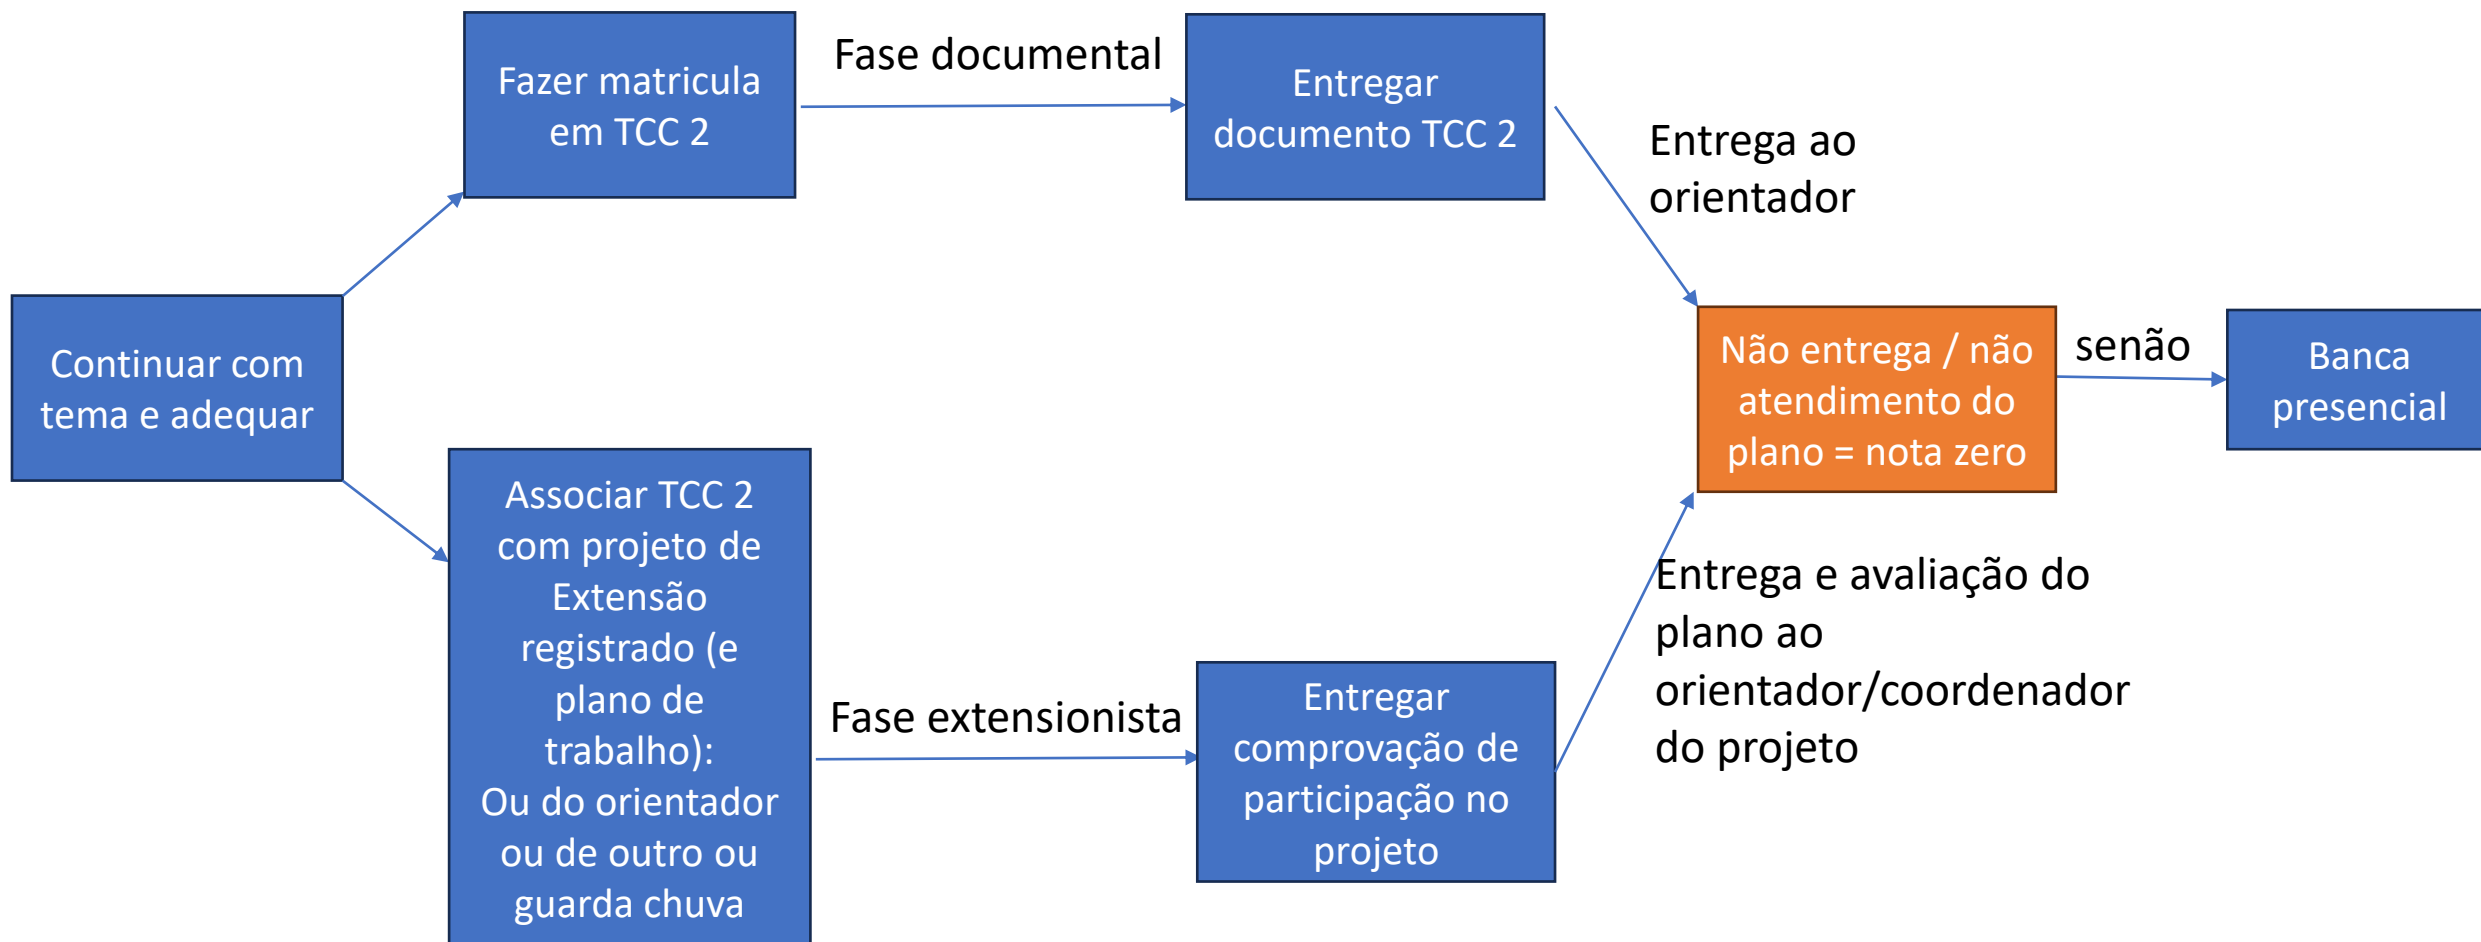 Fazer matricula
em TCC 2
Fase documental
Entregar
documento TCC 2
Entrega ao
orientador
Continuar com
tema e adequar
Não entrega / não
atendimento do
plano = nota zero
senão
Banca
presencial
Associar TCC 2
com projeto de
Extensão
registrado (e
plano de
trabalho):
Ou do orientador
ou de outro ou
guarda chuva
Fase extensionista
Entregar
comprovação de
participação no
projeto
Entrega e avaliação do
plano ao
orientador/coordenador
do projeto